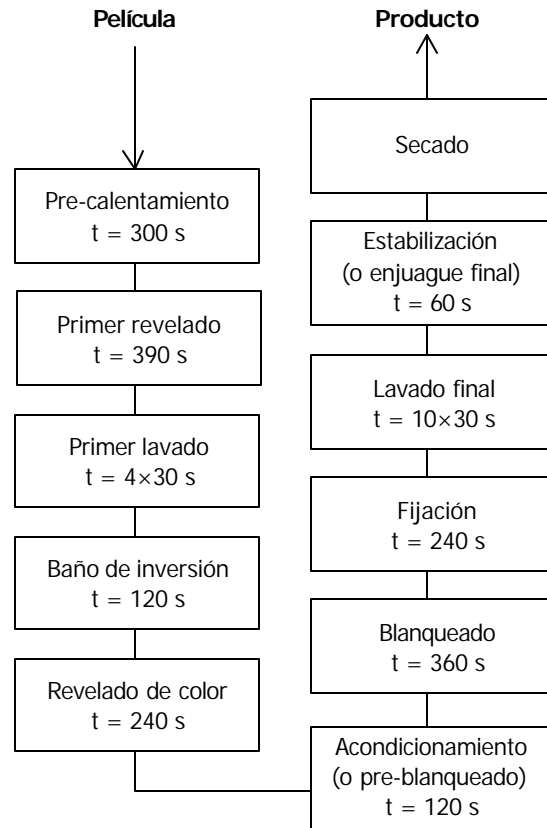 Película
Pre-calentamiento
t = 300 s
Primer revelado
t = 390 s
Primer lavado
t = 4×30 s
Baño de inversión
t = 120 s
Revelado de color
t = 240 s
Producto
Secado
Estabilización
(o enjuague final)
t = 60 s
Lavado final
t = 10×30 s
Fijación
t = 240 s
Blanqueado
t = 360 s
Acondicionamiento
(o pre-blanqueado)
t = 120 s